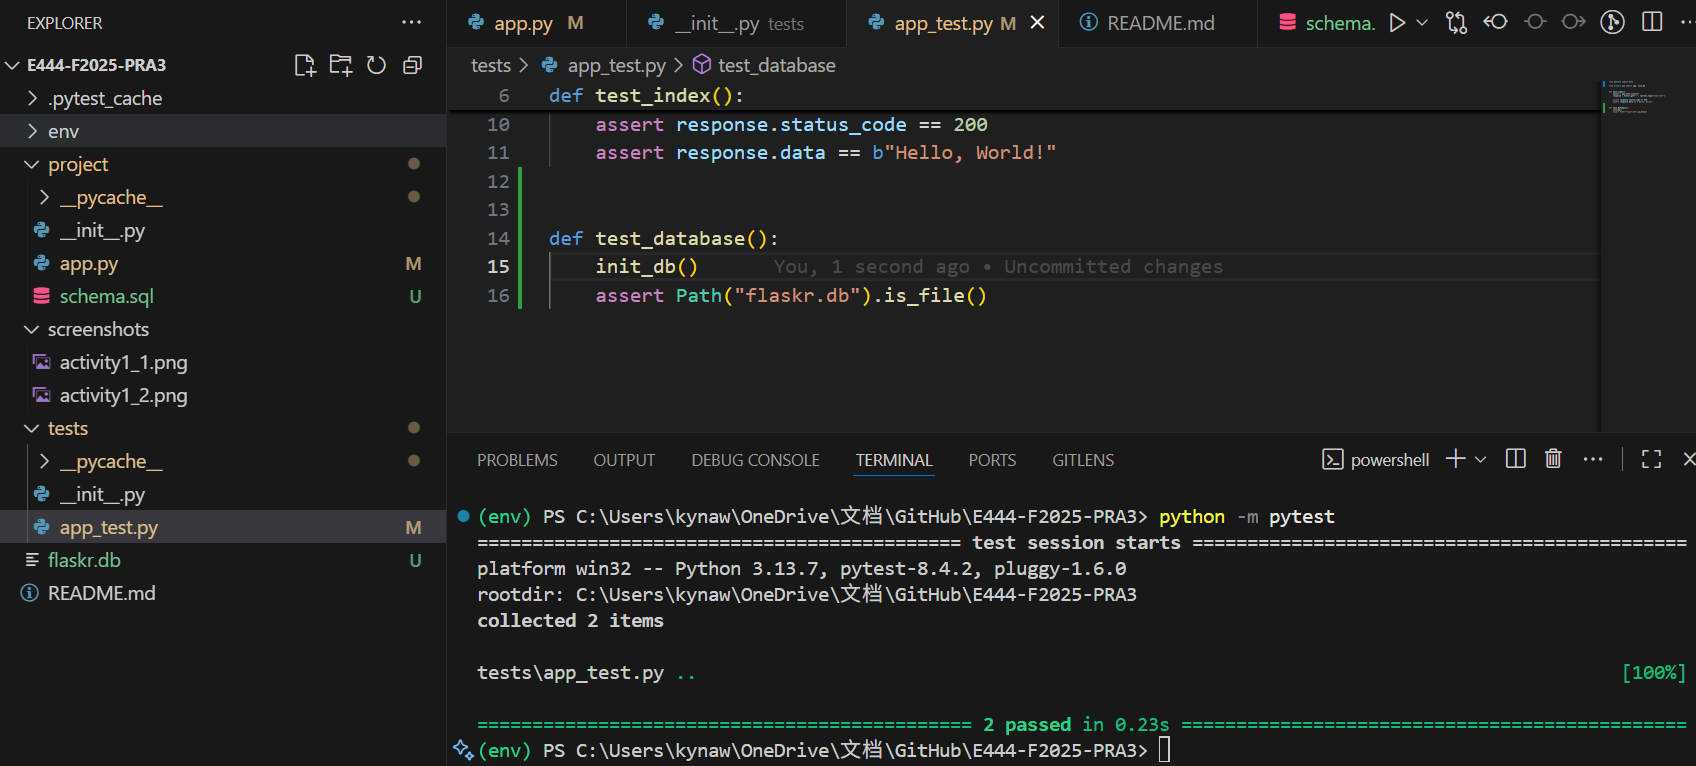 EXPLORER
E444-F2025-PRA3
.pytest_cache
env
project
__pycache__
__init__.py
app.py M
schema.sql U
screenshots
activity1_1.png
activity1_2.png
tests
__pycache__
__init__.py
app_test.py M
flaskr.db U
README.md
app.py M __init__.py tests app_test.py M README.md schema.
tests > app_test.py > test_database
6 def test_index():
10 assert response.status_code == 200
11 assert response.data == b"Hello, World!"
12
13
14 def test_database():
15 init_db() You, 1 second ago • Uncommitted changes
16 assert Path("flaskr.db").is_file()
PROBLEMS OUTPUT DEBUG CONSOLE TERMINAL PORTS GITLENS powershell
(env) PS C:\Users\kynaw\OneDrive\文档\GitHub\E444-F2025-PRA3> python -m pytest
============================================ test session starts =============================================
platform win32 -- Python 3.13.7, pytest-8.4.2, pluggy-1.6.0
rootdir: C:\Users\kynaw\OneDrive\文档\GitHub\E444-F2025-PRA3
collected 2 items
tests\app_test.py .. [100%]
============================================= 2 passed in 0.23s ==============================================
(env) PS C:\Users\kynaw\OneDrive\文档\GitHub\E444-F2025-PRA3>